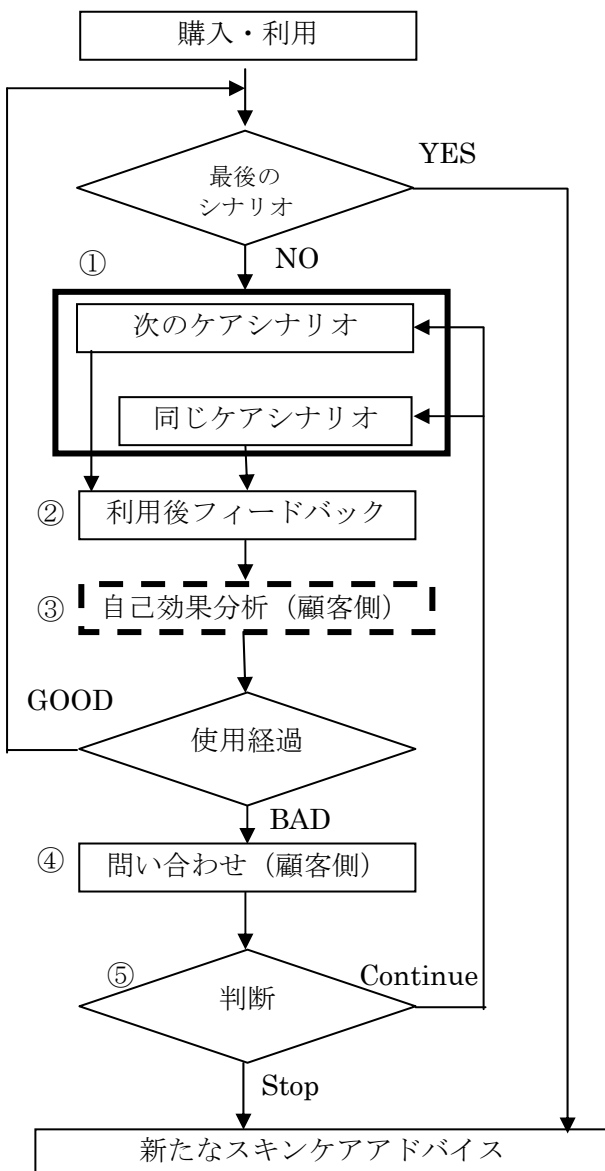 購入・利用
YES
最後の
シナリオ
NO
①
次のケアシナリオ
同じケアシナリオ
②
利用後フィードバック
③
自己効果分析（顧客側）
GOOD
使用経過
BAD
④
問い合わせ（顧客側）
⑤
Continue
判断
Stop
新たなスキンケアアドバイス